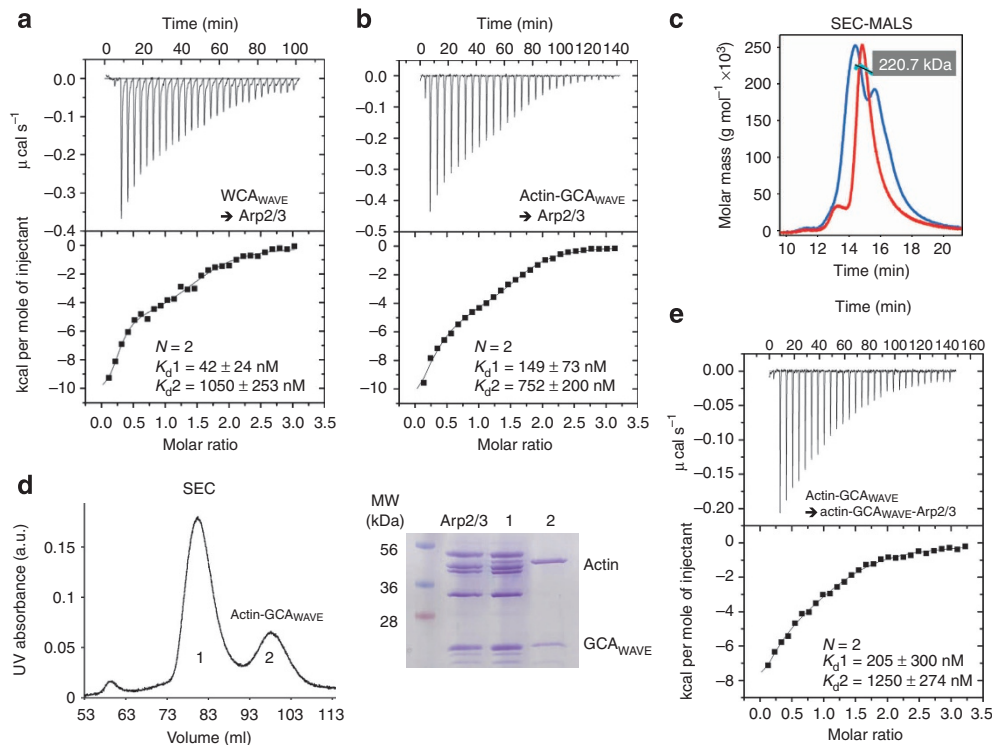 a
Time (min)
0 20 40 60 80 100
0.0
–0.1
–0.2
–0.3
–0.4
μ cal s⁻¹
WCA_WAVE
➔ Arp2/3
0
–2
–4
–6
–8
–10
kcal per mole of injectant
N = 2
K_d1 = 42 ± 24 nM
K_d2 = 1050 ± 253 nM
0.0 0.5 1.0 1.5 2.0 2.5 3.0 3.5
Molar ratio
b
Time (min)
0 20 40 60 80 100 120 140
0.0
–0.1
–0.2
–0.3
–0.4
–0.5
Actin-GCA_WAVE
➔ Arp2/3
0
–2
–4
–6
–8
–10
N = 2
K_d1 = 149 ± 73 nM
K_d2 = 752 ± 200 nM
0.0 0.5 1.0 1.5 2.0 2.5 3.0 3.5
Molar ratio
c
SEC-MALS
Molar mass (g mol⁻¹ ×10³)
250
200
150
100
50
0
220.7 kDa
10 12 14 16 18 20
Time (min)
d
SEC
UV absorbance (a.u.)
0.15
0.1
0.05
0
Actin-GCA_WAVE
1
2
53 63 73 83 93 103 113
Volume (ml)
MW
(kDa)
Arp2/3 1 2
56
36
28
Actin
GCA_WAVE
e
Time (min)
0 20 40 60 80 100 120 140 160
0.00
–0.05
–0.10
–0.15
–0.20
μ cal s⁻¹
Actin-GCA_WAVE
➔ actin-GCA_WAVE-Arp2/3
0
–2
–4
–6
–8
kcal per mole of injectant
N = 2
K_d1 = 205 ± 300 nM
K_d2 = 1250 ± 274 nM
0.0 0.5 1.0 1.5 2.0 2.5 3.0 3.5
Molar ratio